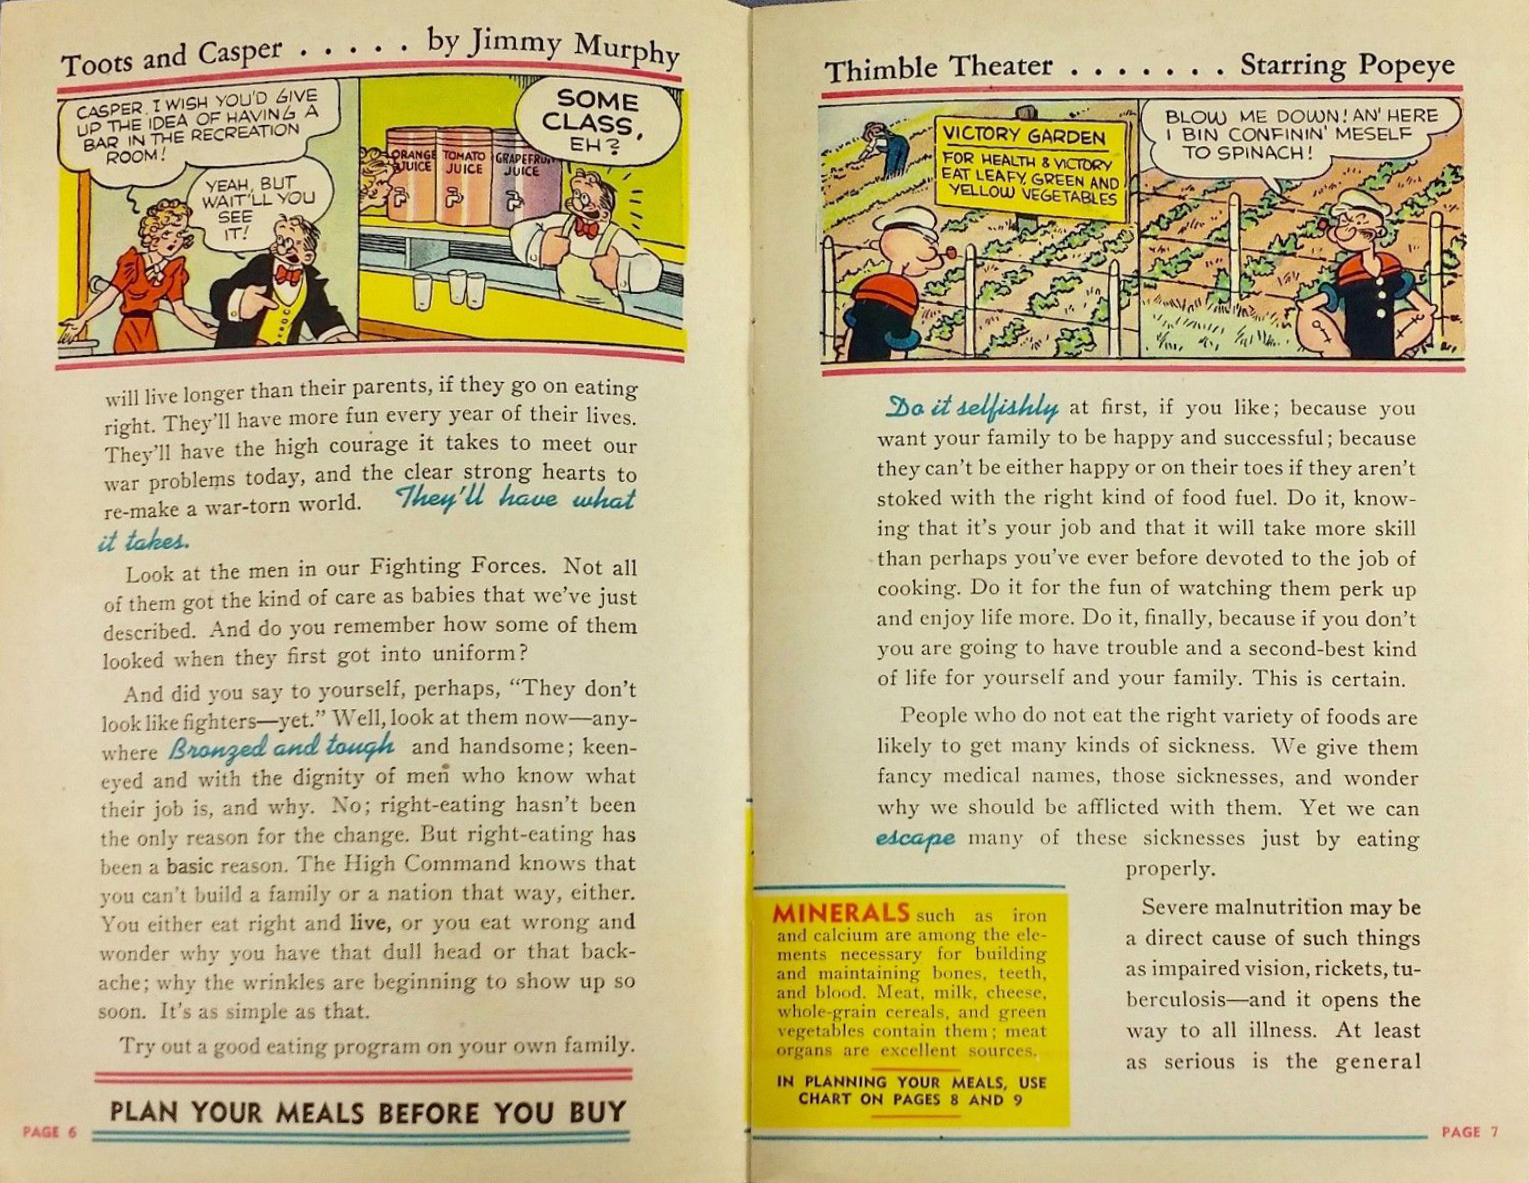 Toots and Casper . . . . . by Jimmy Murphy
CASPER, I WISH YOU'D GIVE
UP THE IDEA OF HAVING A
BAR IN THE RECREATION
ROOM!
YEAH, BUT
WAIT'LL YOU
SEE
IT!
SOME
CLASS,
EH?
ORANGE
JUICE
TOMATO
JUICE
GRAPEFRUIT
JUICE
will live longer than their parents, if they go on eating
right. They'll have more fun every year of their lives.
They'll have the high courage it takes to meet our
war problems today, and the clear strong hearts to
re-make a war-torn world. They'll have what
it takes.
Look at the men in our Fighting Forces. Not all
of them got the kind of care as babies that we've just
described. And do you remember how some of them
looked when they first got into uniform?
And did you say to yourself, perhaps, "They don't
look like fighters—yet." Well, look at them now—any-
where Bronzed and tough and handsome; keen-
eyed and with the dignity of men who know what
their job is, and why. No; right-eating hasn't been
the only reason for the change. But right-eating has
been a basic reason. The High Command knows that
you can't build a family or a nation that way, either.
You either eat right and live, or you eat wrong and
wonder why you have that dull head or that back-
ache; why the wrinkles are beginning to show up so
soon. It's as simple as that.
Try out a good eating program on your own family.
PLAN YOUR MEALS BEFORE YOU BUY
PAGE 6
Thimble Theater . . . . . . . Starring Popeye
VICTORY GARDEN
FOR HEALTH & VICTORY
EAT LEAFY, GREEN AND
YELLOW VEGETABLES
BLOW ME DOWN! AN' HERE
I BIN CONFININ' MESELF
TO SPINACH!
Do it selfishly at first, if you like; because you
want your family to be happy and successful; because
they can't be either happy or on their toes if they aren't
stoked with the right kind of food fuel. Do it, know-
ing that it's your job and that it will take more skill
than perhaps you've ever before devoted to the job of
cooking. Do it for the fun of watching them perk up
and enjoy life more. Do it, finally, because if you don't
you are going to have trouble and a second-best kind
of life for yourself and your family. This is certain.
People who do not eat the right variety of foods are
likely to get many kinds of sickness. We give them
fancy medical names, those sicknesses, and wonder
why we should be afflicted with them. Yet we can
escape many of these sicknesses just by eating
properly.
Severe malnutrition may be
a direct cause of such things
as impaired vision, rickets, tu-
berculosis—and it opens the
way to all illness. At least
as serious is the general
MINERALS such as iron
and calcium are among the ele-
ments necessary for building
and maintaining bones, teeth,
and blood. Meat, milk, cheese,
whole-grain cereals, and green
vegetables contain them; meat
organs are excellent sources.
IN PLANNING YOUR MEALS, USE
CHART ON PAGES 8 AND 9
PAGE 7